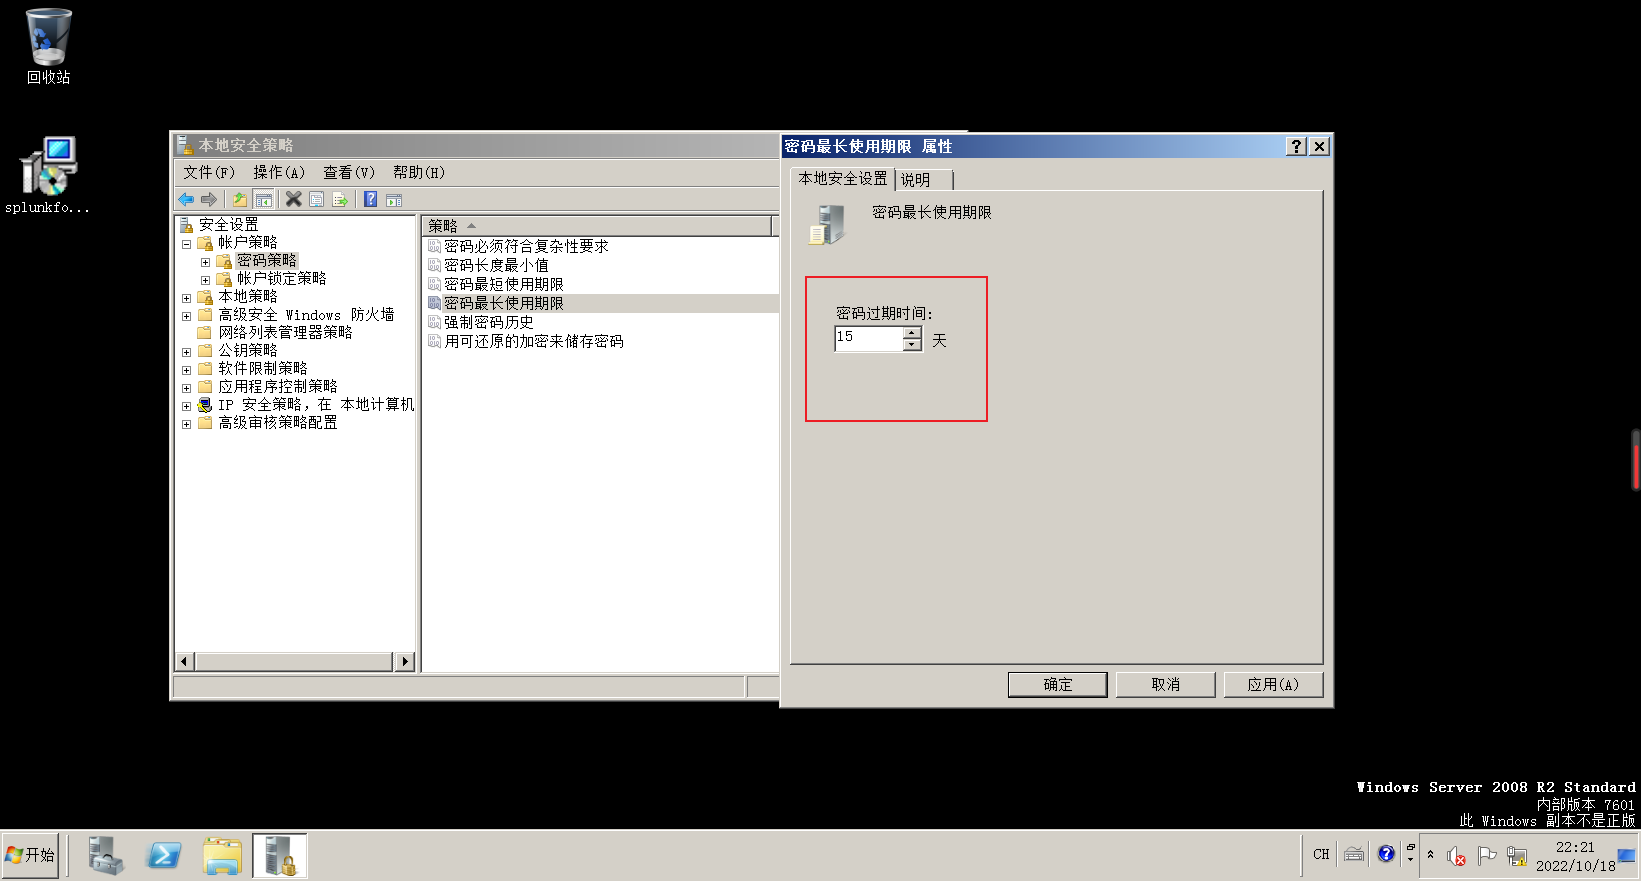 回收站
splunkfo...
本地安全策略
文件(F) 操作(A) 查看(V) 帮助(H)
安全设置
帐户策略
密码策略
帐户锁定策略
本地策略
高级安全 Windows 防火墙
网络列表管理器策略
公钥策略
软件限制策略
应用程序控制策略
IP 安全策略，在 本地计算机
高级审核策略配置
策略
密码必须符合复杂性要求
密码长度最小值
密码最短使用期限
密码最长使用期限
强制密码历史
用可还原的加密来储存密码
密码最长使用期限 属性
本地安全设置 说明
密码最长使用期限
密码过期时间:
15 天
确定 取消 应用(A)
Windows Server 2008 R2 Standard
内部版本 7601
此 Windows 副本不是正版
开始
CH
22:21
2022/10/18